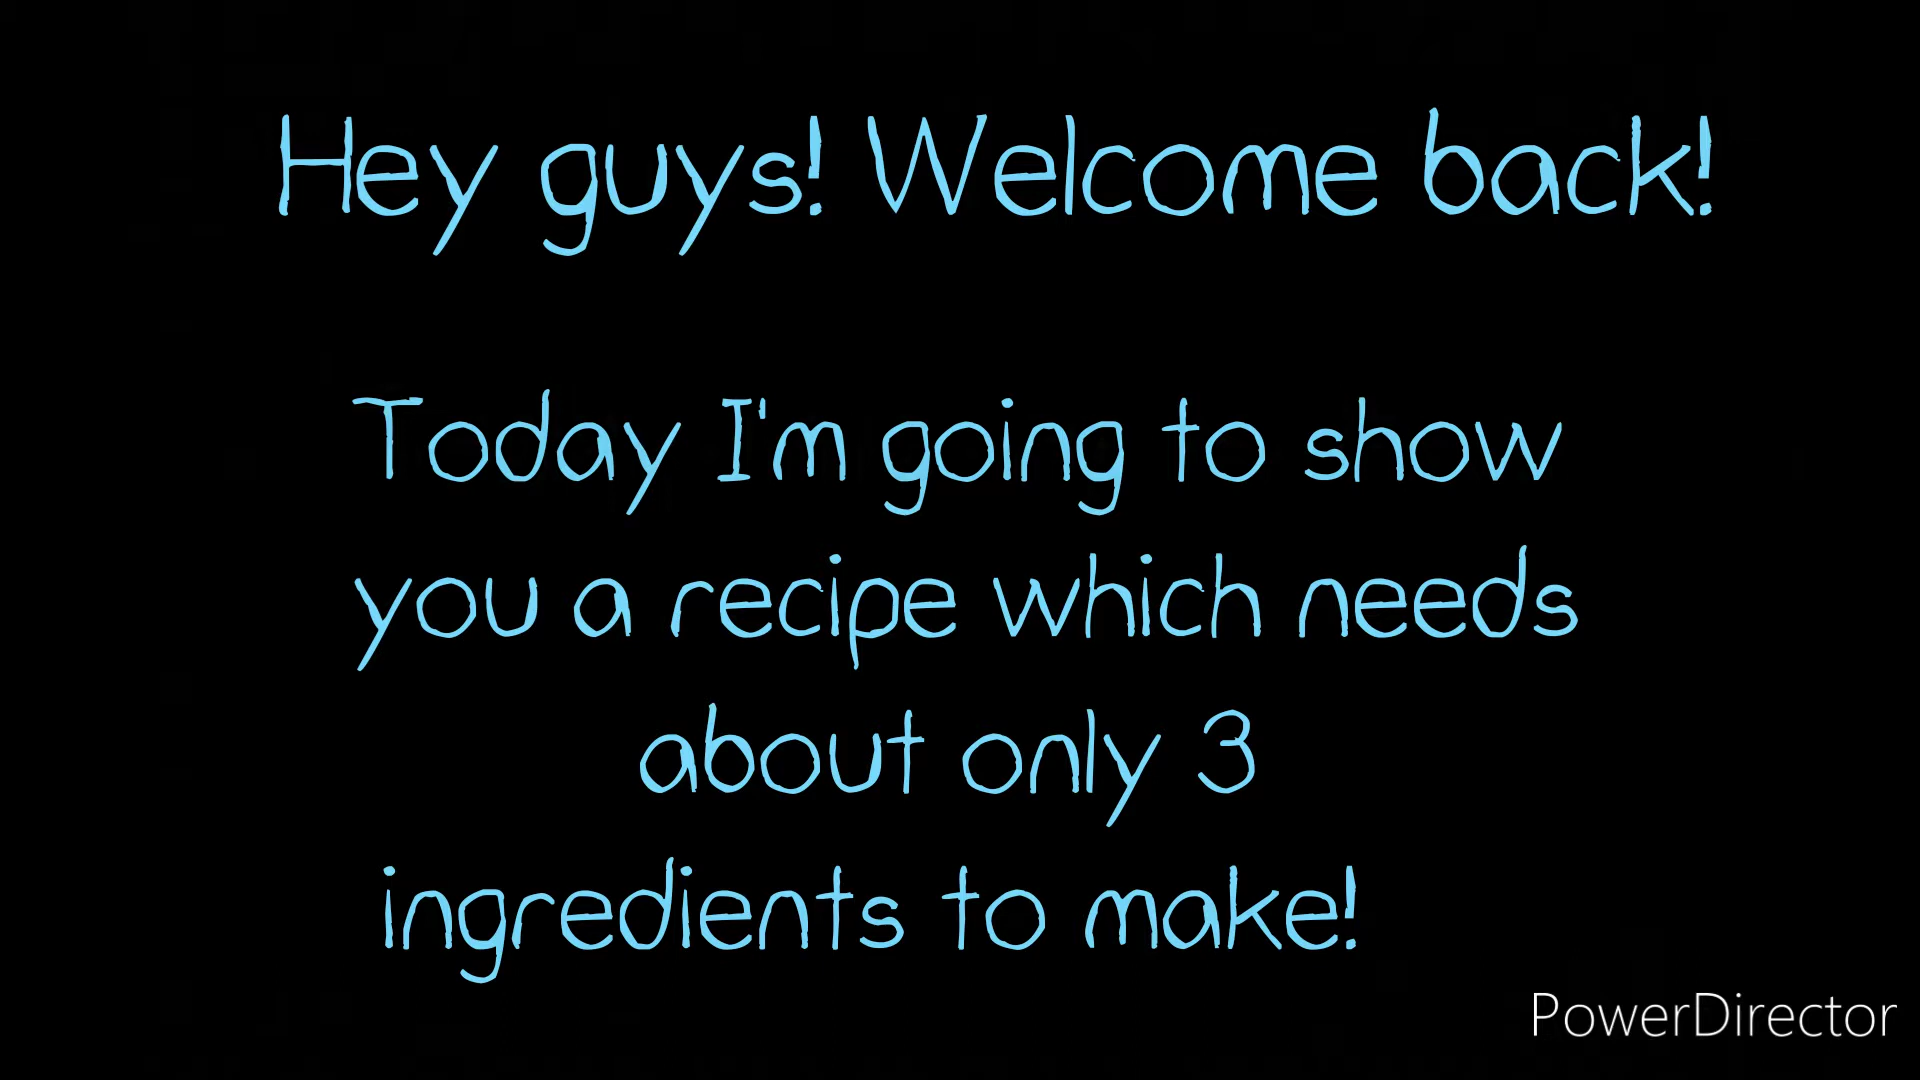 Hey guys! Welcome back!
Today I'm going to show
you a recipe which needs
about only 3
ingredients to make!
PowerDirector